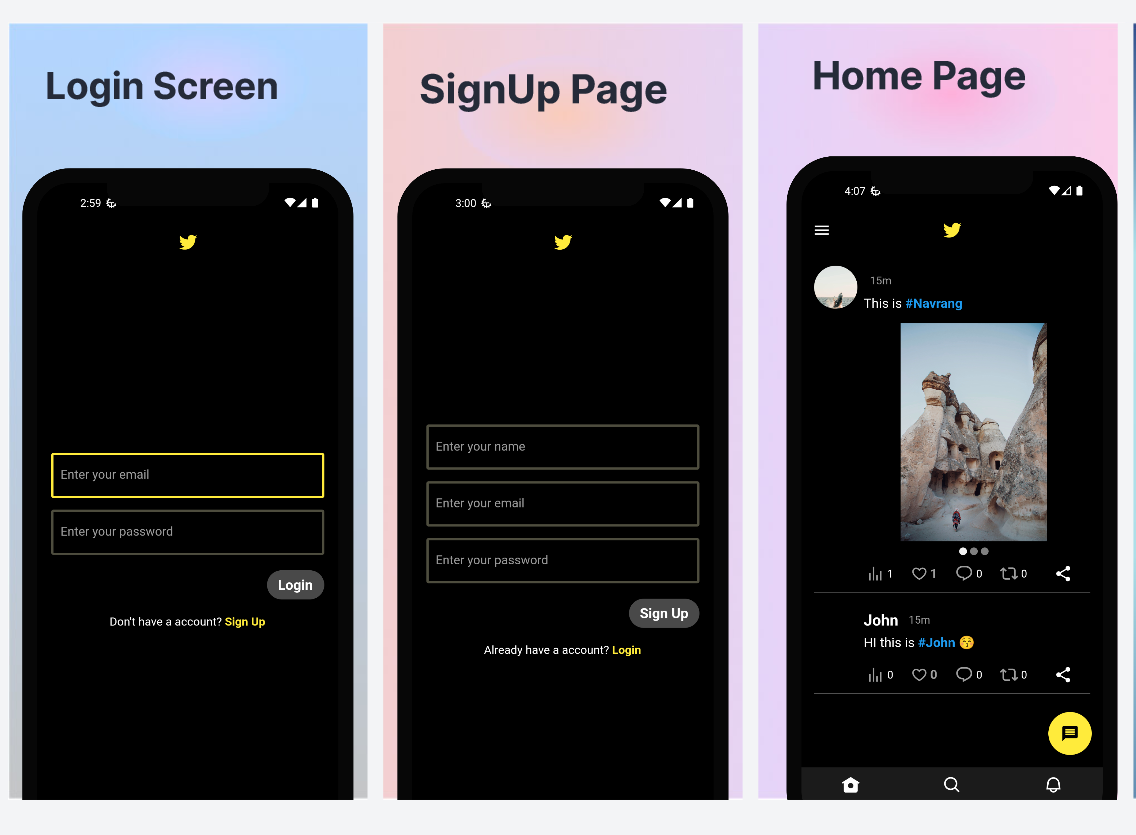 Login Screen
2:59
Enter your email
Enter your password
Login
Don't have a account? Sign Up
SignUp Page
3:00
Enter your name
Enter your email
Enter your password
Sign Up
Already have a account? Login
Home Page
4:07
15m
This is #Navrang
1 1 0 0
John 15m
HI this is #John 😚
0 0 0 0